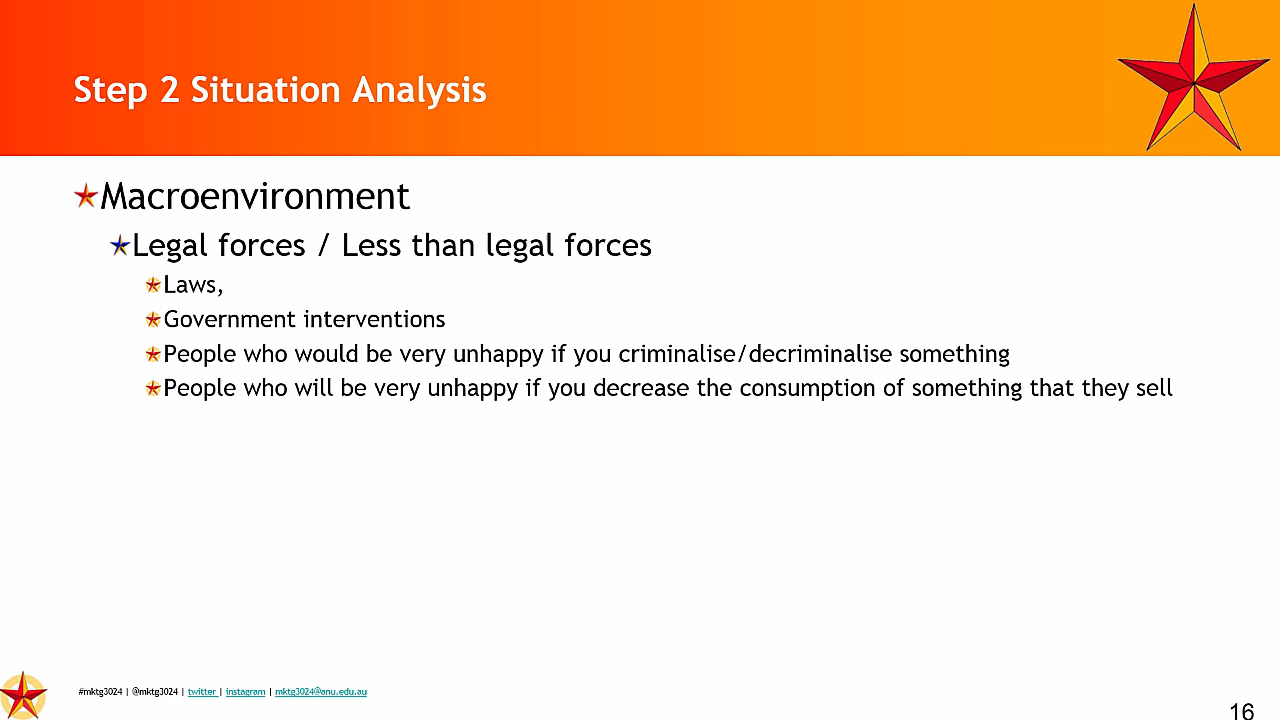 Step 2 Situation Analysis
Macroenvironment
Legal forces / Less than legal forces
Laws,
Government interventions
People who would be very unhappy if you criminalise/decriminalise something
People who will be very unhappy if you decrease the consumption of something that they sell
#mktg3024 | @mktg3024 | twitter | instagram | mktg3024@anu.edu.au
16